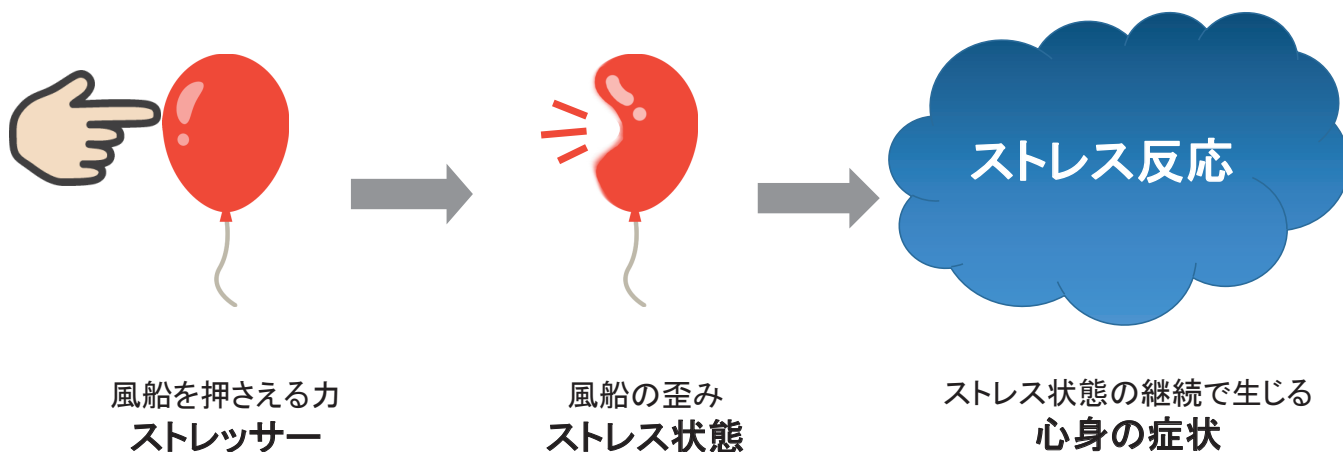 ストレス反応
風船を押さえる力
ストレッサー
風船の歪み
ストレス状態
ストレス状態の継続で生じる
心身の症状